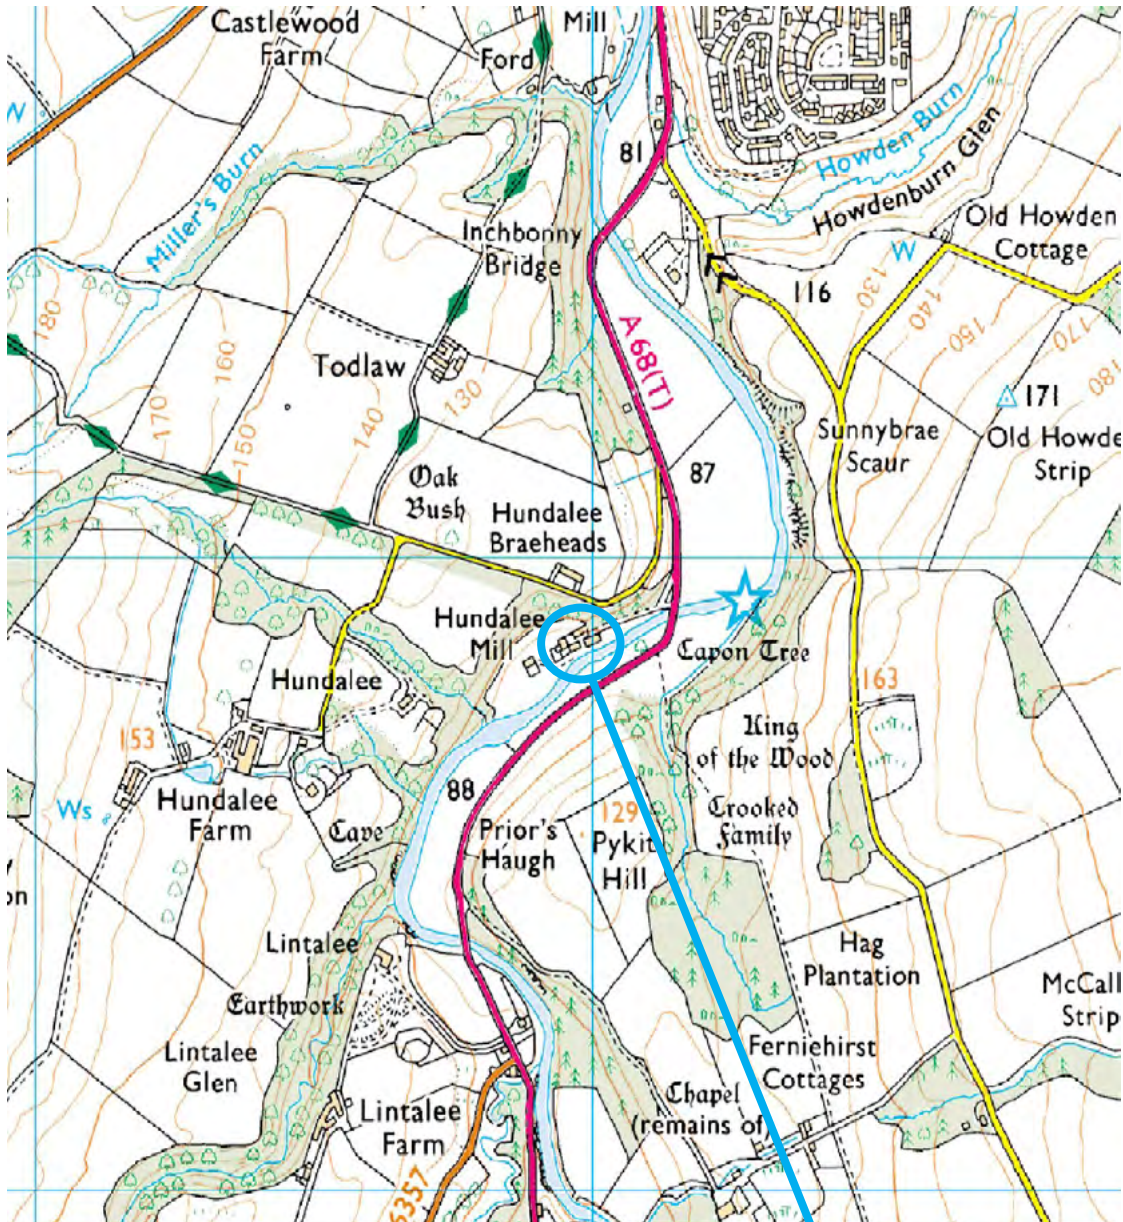 Castlewood
Farm
Mill
Ford
W
Miller's Burn
81
Howden Burn
Howdenburn Glen
Inchbonny
Bridge
Old Howden
Cottage
W
116
130
140
150
170
180
180
160
170
150
140
130
Todlaw
A68(T)
171
Old Howde
Strip
Sunnybrae
Scaur
87
Oak
Bush
Hundalee
Braeheads
Hundalee
Mill
Capon Tree
Hundalee
163
153
King
of the Wood
Ws
Hundalee
Farm
88
Cave
Prior's
Haugh
129
Pykit
Hill
Crooked
Family
on
Lintalee
Earthwork
Hag
Plantation
McCall
Strip
Lintalee
Glen
Ferniehirst
Cottages
Chapel
(remains of)
Lintalee
Farm
6357